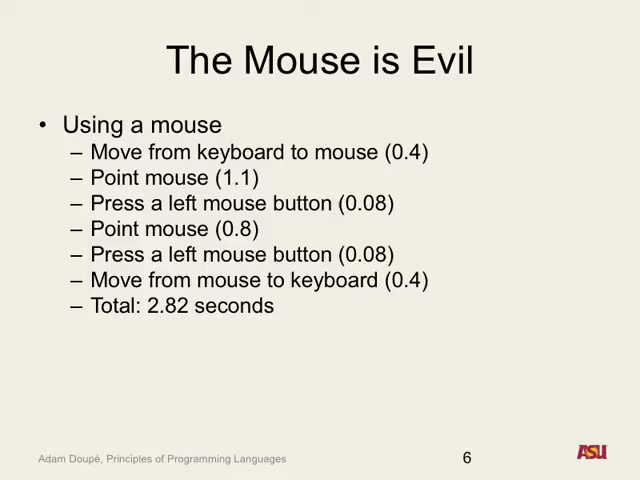 The Mouse is Evil
• Using a mouse
– Move from keyboard to mouse (0.4)
– Point mouse (1.1)
– Press a left mouse button (0.08)
– Point mouse (0.8)
– Press a left mouse button (0.08)
– Move from mouse to keyboard (0.4)
– Total: 2.82 seconds
Adam Doupé, Principles of Programming Languages
6
ASU